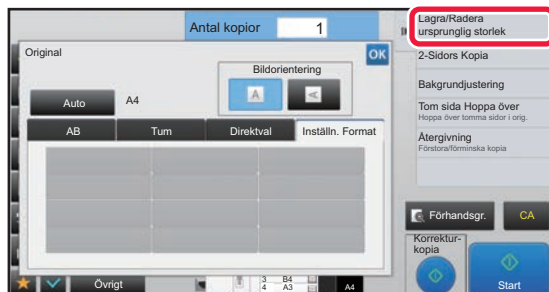 Antal kopior
1
Lagra/Radera
ursprunglig storlek
Original
OK
2-Sidors Kopia
Bildorientering
Bakgrundjustering
A
A
Auto
A4
Tom sida Hoppa över
Hoppa över tomma sidor i orig.
AB
Tum
Direktval
Inställn. Format
Återgivning
Förstora/förminska kopia
Förhandsgr.
CA
Korrektur-
kopia
Övrigt
3 B4
4 A3
A4
Start